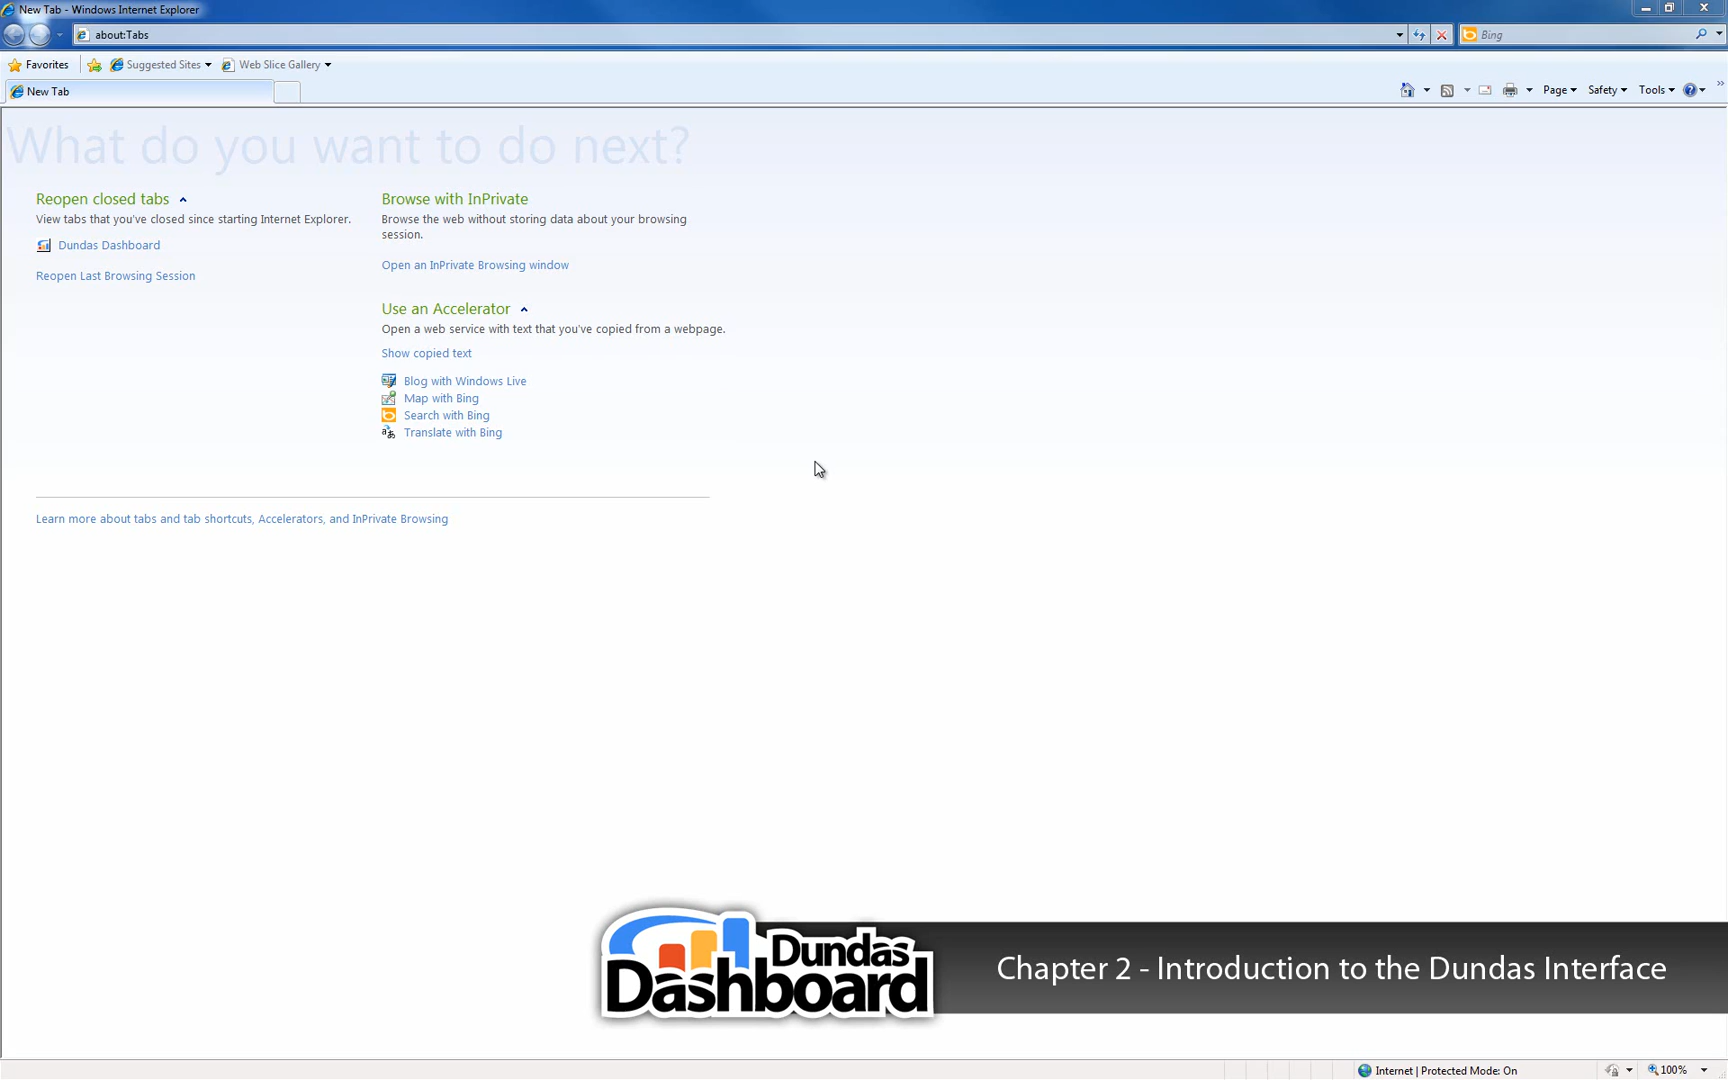 New Tab - Windows Internet Explorer
about:Tabs
Bing
Favorites
Suggested Sites
Web Slice Gallery
New Tab
Page
Safety
Tools
What do you want to do next?
Reopen closed tabs
View tabs that you've closed since starting Internet Explorer.
Dundas Dashboard
Reopen Last Browsing Session
Browse with InPrivate
Browse the web without storing data about your browsing
session.
Open an InPrivate Browsing window
Use an Accelerator
Open a web service with text that you've copied from a webpage.
Show copied text
Blog with Windows Live
Map with Bing
Search with Bing
Translate with Bing
Learn more about tabs and tab shortcuts, Accelerators, and InPrivate Browsing
Dundas
Dashboard
Chapter 2 - Introduction to the Dundas Interface
Internet | Protected Mode: On
100%